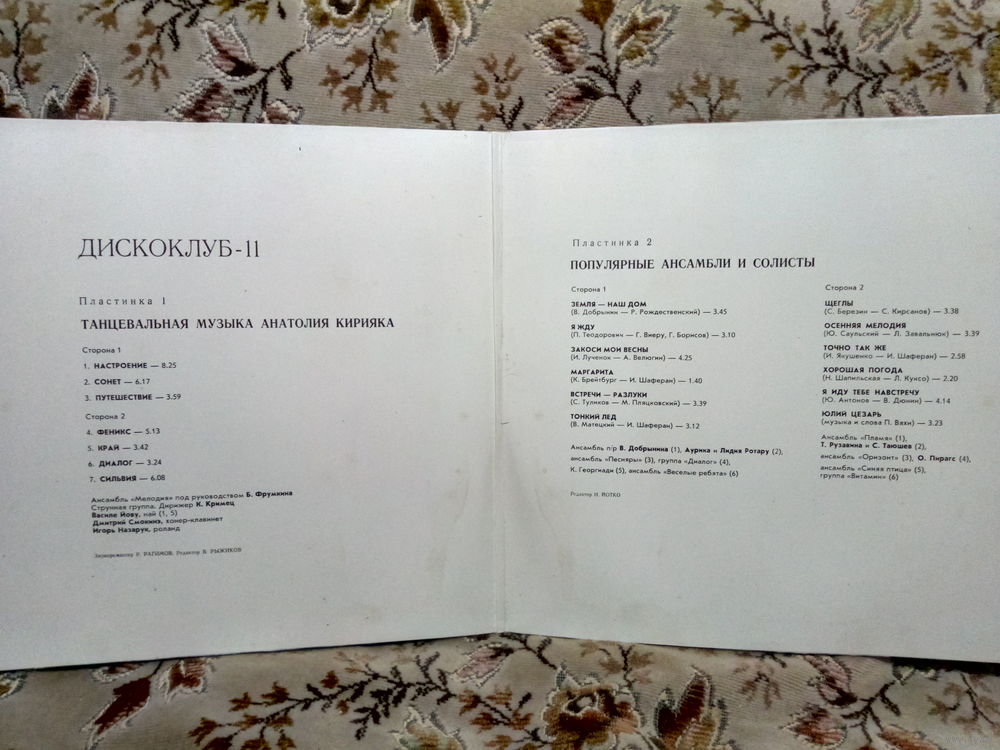 ДИСКОКЛУБ-11
Пластинка 1
ТАНЦЕВАЛЬНАЯ МУЗЫКА АНАТОЛИЯ КИРИЯКА
Сторона 1
1. НАСТРОЕНИЕ — 8.25
2. СОНЕТ — 6.17
3. ПУТЕШЕСТВИЕ — 3.59
Сторона 2
4. ФЕНИКС — 5.13
5. КРАЙ — 3.42
6. ДИАЛОГ — 3.24
7. СИЛЬВИЯ — 6.08
Ансамбль «Мелодия» под руководством Б. Фрумкина
Струнная группа. Дирижер К. Кримец
Василе Йову, най (1, 5)
Дмитрий Смокинэ, хонер-клавинет
Игорь Назарук, роланд
Звукорежиссер Р. РАГИМОВ. Редактор В. РЫЖИКОВ
Пластинка 2
ПОПУЛЯРНЫЕ АНСАМБЛИ И СОЛИСТЫ
Сторона 1
ЗЕМЛЯ — НАШ ДОМ
(В. Добрынин — Р. Рождественский) — 3.45
Я ЖДУ
(П. Теодорович — Г. Виеру, Г. Борисов) — 3.10
ЗАКОСИ МОИ ВЕСНЫ
(И. Лученок — А. Велюгин) — 4.25
МАРГАРИТА
(К. Брейтбург — И. Шаферан) — 1.40
ВСТРЕЧИ — РАЗЛУКИ
(С. Туликов — М. Пляцковский) — 3.39
ТОНКИЙ ЛЕД
(В. Матецкий — И. Шаферан) — 3.12
Ансамбль п/р В. Добрынина (1), Аурика и Лидия Ротару (2),
ансамбль «Песняры» (3), группа «Диалог» (4),
К. Георгиади (5), ансамбль «Веселые ребята» (6)
Редактор Н. ЙОТКО
Сторона 2
ЩЕГЛЫ
(С. Березин — С. Кирсанов) — 3.38
ОСЕННЯЯ МЕЛОДИЯ
(Ю. Саульский — Л. Завальнюк) — 3.39
ТОЧНО ТАК ЖЕ
(И. Якушенко — И. Шаферан) — 2.58
ХОРОШАЯ ПОГОДА
(Н. Шапильская — Л. Куксо) — 2.20
Я ИДУ ТЕБЕ НАВСТРЕЧУ
(Ю. Антонов — В. Дюнин) — 4.14
ЮЛИЙ ЦЕЗАРЬ
(музыка и слова П. Вяхи) — 3.23
Ансамбль «Пламя» (1),
Т. Рузавина и С. Таюшев (2),
ансамбль «Оризонт» (3), О. Пирагс (4),
ансамбль «Синяя птица» (5),
группа «Витамин» (6)